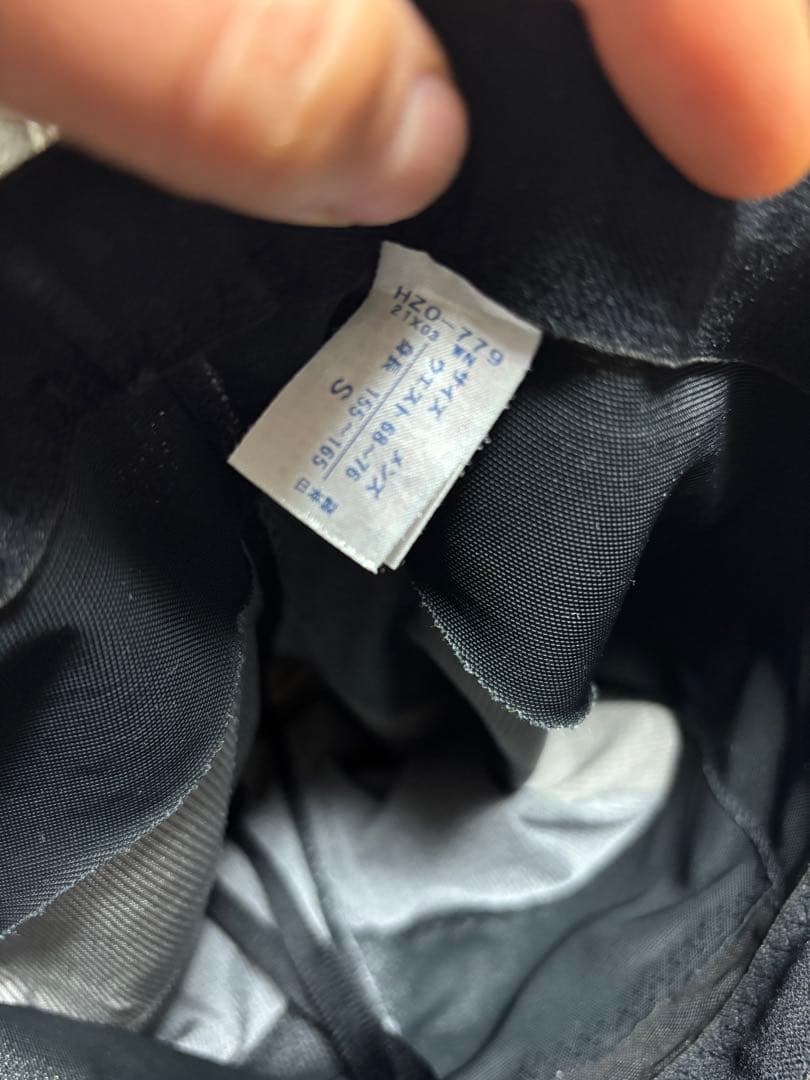 HZO-779
21X03 WN
サイズ
メンズ
ウエスト 68~76
身長 155~165
S
日本製